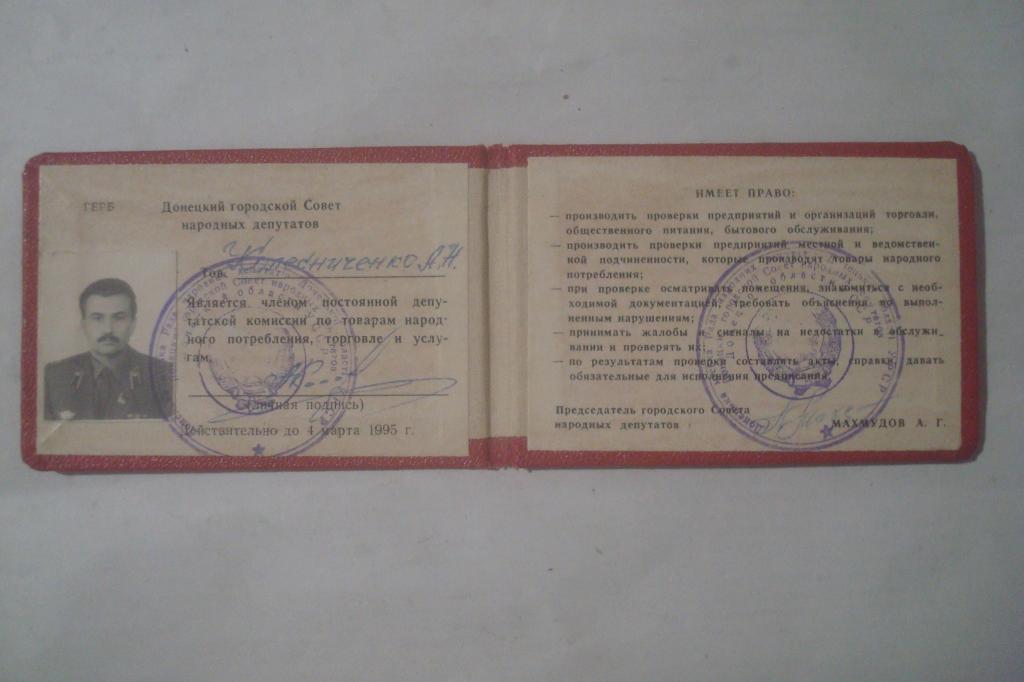 ГЕРБ
Донецкий городской Совет
народных депутатов
Тов. А.Н.
Является членом постоянной депу-
татской комиссии по товарам народ-
ного потребления, торговле и услу-
гам.
(личная подпись)
Действительно до 4 марта 1995 г.
ИМЕЕТ ПРАВО:
— производить проверки предприятий и организаций торговли,
общественного питания, бытового обслуживания;
— производить проверки предприятий местной и ведомствен-
ной подчиненности, которые производят товары народного
потребления;
— при проверке осматривать помещения, знакомиться с необ-
ходимой документацией, требовать объяснения по выпол-
ненным нарушениям;
— принимать жалобы и сигналы на недостатки в обслужи-
вании и проверять их;
— по результатам проверки составлять акты, справки, давать
обязательные для исполнения предписания.
Председатель городского Совета
народных депутатов МАХМУДОВ А. Г.